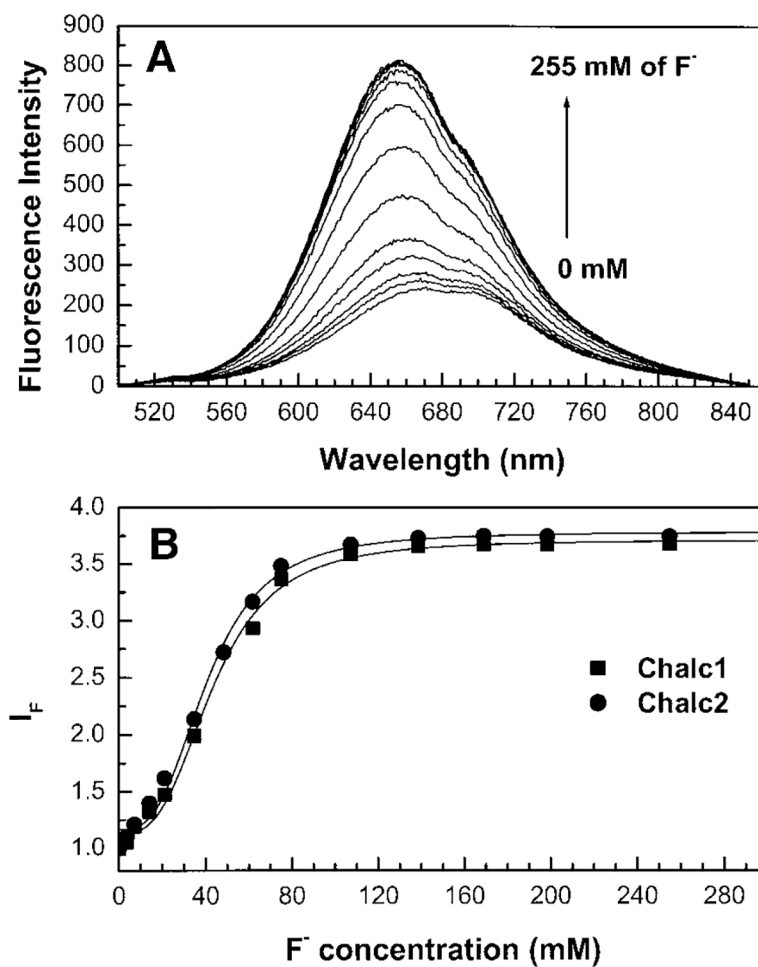 A
255 mM of F⁻
0 mM
Fluorescence Intensity
900
800
700
600
500
400
300
200
100
0
520 560 600 640 680 720 760 800 840
Wavelength (nm)
B
Chalc1
Chalc2
I_F
4.0
3.5
3.0
2.5
2.0
1.5
1.0
0 40 80 120 160 200 240 280
F⁻ concentration (mM)